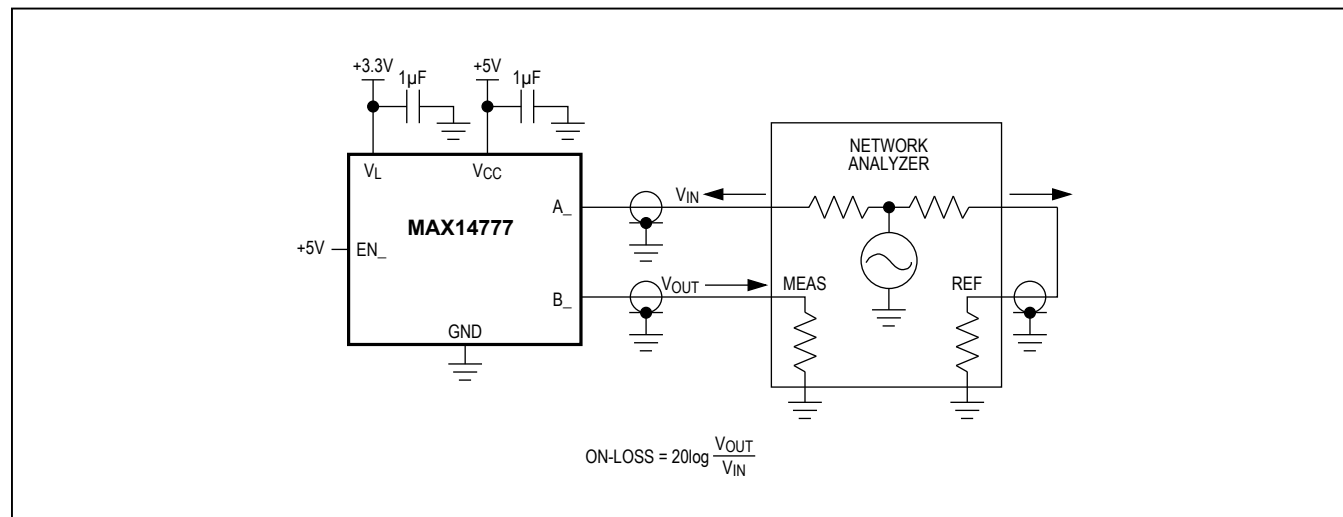 +3.3V
1µF
+5V
1µF
VL
VCC
MAX14777
A_
+5V
EN_
B_
GND
VIN
VOUT
NETWORK
ANALYZER
MEAS
REF
ON-LOSS = 20log VOUT/VIN